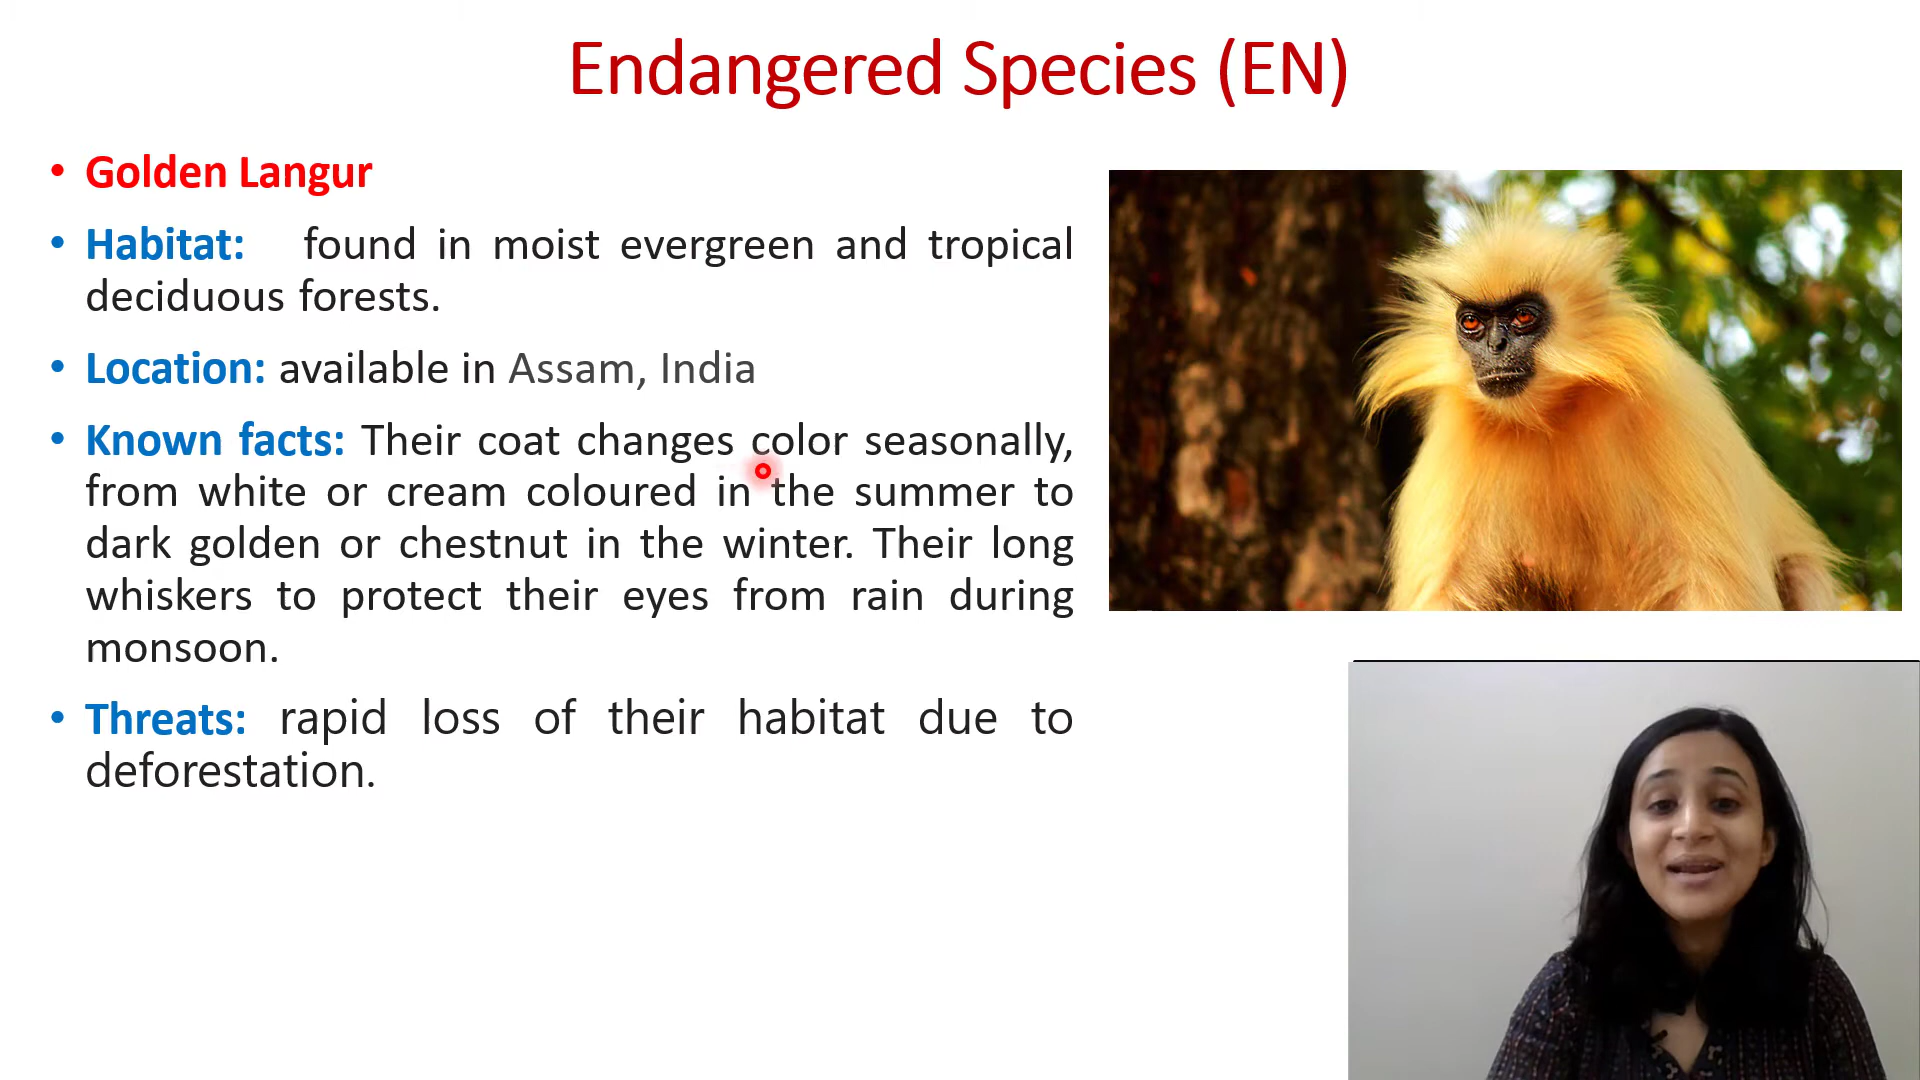 Endangered Species (EN)
• Golden Langur
• Habitat: found in moist evergreen and tropical
deciduous forests.
• Location: available in Assam, India
• Known facts: Their coat changes color seasonally,
from white or cream coloured in the summer to
dark golden or chestnut in the winter. Their long
whiskers to protect their eyes from rain during
monsoon.
• Threats: rapid loss of their habitat due to
deforestation.